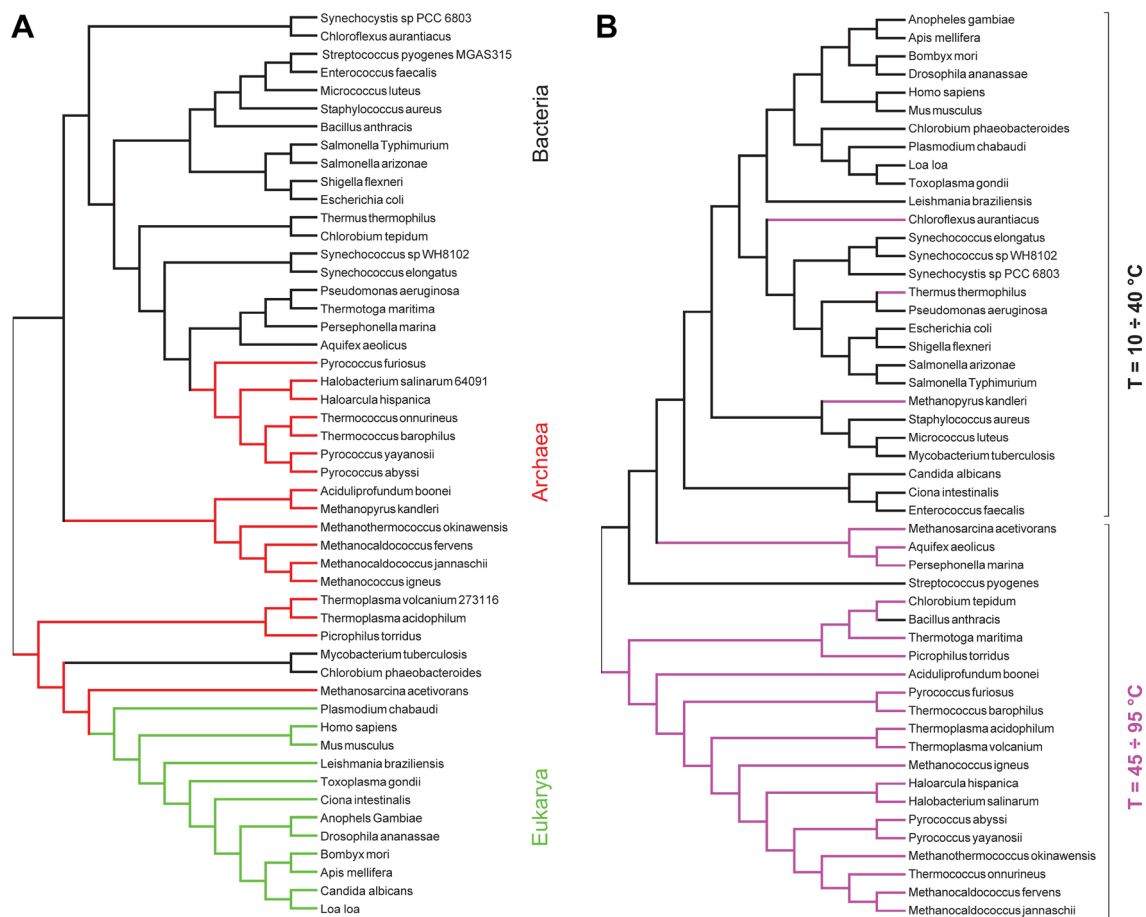 A
Synechocystis sp PCC 6803
Chloroflexus aurantiacus
Streptococcus pyogenes MGAS315
Enterococcus faecalis
Micrococcus luteus
Staphylococcus aureus
Bacillus anthracis
Salmonella Typhimurium
Salmonella arizonae
Shigella flexneri
Escherichia coli
Thermus thermophilus
Chlorobium tepidum
Synechococcus sp WH8102
Synechococcus elongatus
Pseudomonas aeruginosa
Thermotoga maritima
Persephonella marina
Aquifex aeolicus
Pyrococcus furiosus
Halobacterium salinarum 64091
Haloarcula hispanica
Thermococcus onnurineus
Thermococcus barophilus
Pyrococcus yayanosii
Pyrococcus abyssi
Aciduliprofundum boonei
Methanopyrus kandleri
Methanothermococcus okinawensis
Methanocaldococcus fervens
Methanocaldococcus jannaschii
Methanococcus igneus
Thermoplasma volcanium 273116
Thermoplasma acidophilum
Picrophilus torridus
Mycobacterium tuberculosis
Chlorobium phaeobacteroides
Methanosarcina acetivorans
Plasmodium chabaudi
Homo sapiens
Mus musculus
Leishmania braziliensis
Toxoplasma gondii
Ciona intestinalis
Anophels Gambiae
Drosophila ananassae
Bombyx mori
Apis mellifera
Candida albicans
Loa loa
Bacteria
Archaea
Eukarya
B
Anopheles gambiae
Apis mellifera
Bombyx mori
Drosophila ananassae
Homo sapiens
Mus musculus
Chlorobium phaeobacteroides
Plasmodium chabaudi
Loa loa
Toxoplasma gondii
Leishmania braziliensis
Chloroflexus aurantiacus
Synechococcus elongatus
Synechococcus sp WH8102
Synechocystis sp PCC 6803
Thermus thermophilus
Pseudomonas aeruginosa
Escherichia coli
Shigella flexneri
Salmonella arizonae
Salmonella Typhimurium
Methanopyrus kandleri
Staphylococcus aureus
Micrococcus luteus
Mycobacterium tuberculosis
Candida albicans
Ciona intestinalis
Enterococcus faecalis
Methanosarcina acetivorans
Aquifex aeolicus
Persephonella marina
Streptococcus pyogenes
Chlorobium tepidum
Bacillus anthracis
Thermotoga maritima
Picrophilus torridus
Aciduliprofundum boonei
Pyrococcus furiosus
Thermococcus barophilus
Thermoplasma acidophilum
Thermoplasma volcanium
Methanococcus igneus
Haloarcula hispanica
Halobacterium salinarum
Pyrococcus abyssi
Pyrococcus yayanosii
Methanothermococcus okinawensis
Thermococcus onnurineus
Methanocaldococcus fervens
Methanocaldococcus jannaschii
T = 10 ÷ 40 °C
T = 45 ÷ 95 °C